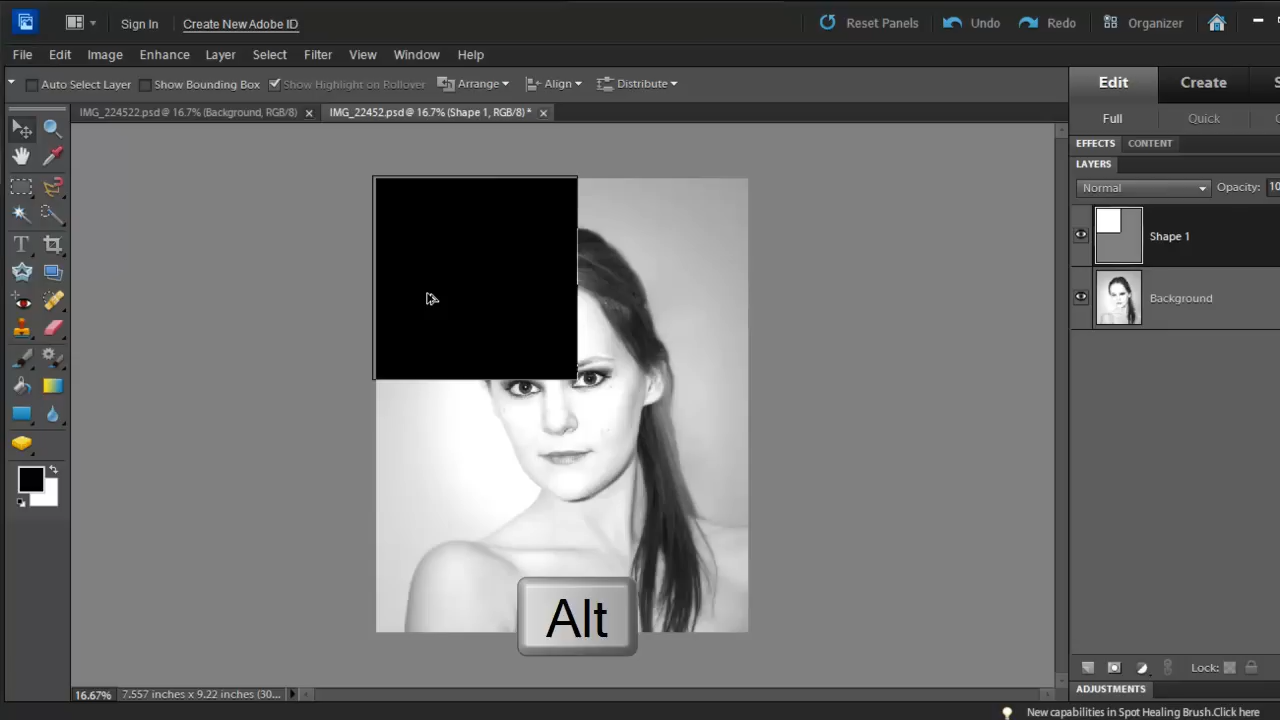 Sign In Create New Adobe ID Reset Panels Undo Redo Organizer
File Edit Image Enhance Layer Select Filter View Window Help
Auto Select Layer Show Bounding Box Show Highlight on Rollover Arrange Align Distribute
Edit Create S
IMG_224522.psd @ 16.7% (Background, RGB/8) IMG_22452.psd @ 16.7% (Shape 1, RGB/8) *
Full Quick
EFFECTS CONTENT
LAYERS
Normal Opacity: 10
T
Shape 1
Background
Alt
Lock:
16.67% 7.557 inches x 9.22 inches (30...
ADJUSTMENTS
New capabilities in Spot Healing Brush.Click here